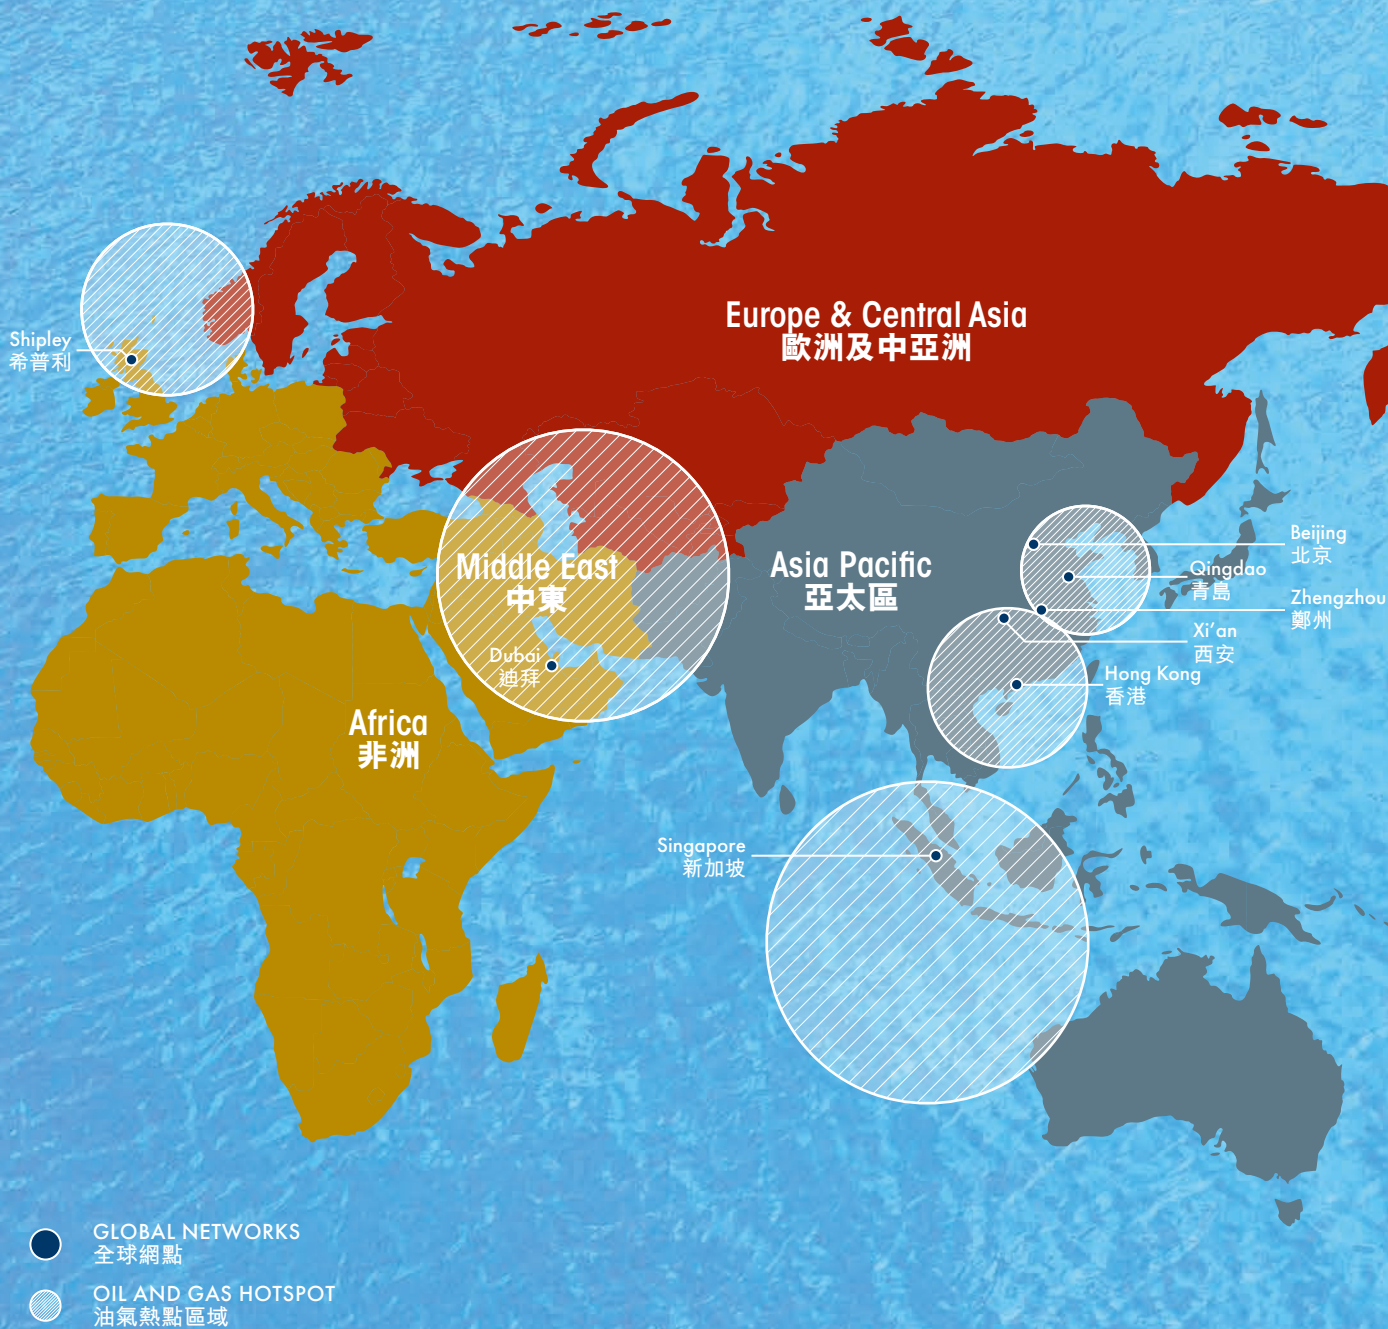 Europe & Central Asia
歐洲及中亞洲
Shipley
希普利
Beijing
北京
Middle East
中東
Asia Pacific
亞太區
Qingdao
青島
Zhengzhou
鄭州
Xi’an
西安
Dubai
迪拜
Hong Kong
香港
Africa
非洲
Singapore
新加坡
GLOBAL NETWORKS
全球網點
OIL AND GAS HOTSPOT
油氣熱點區域